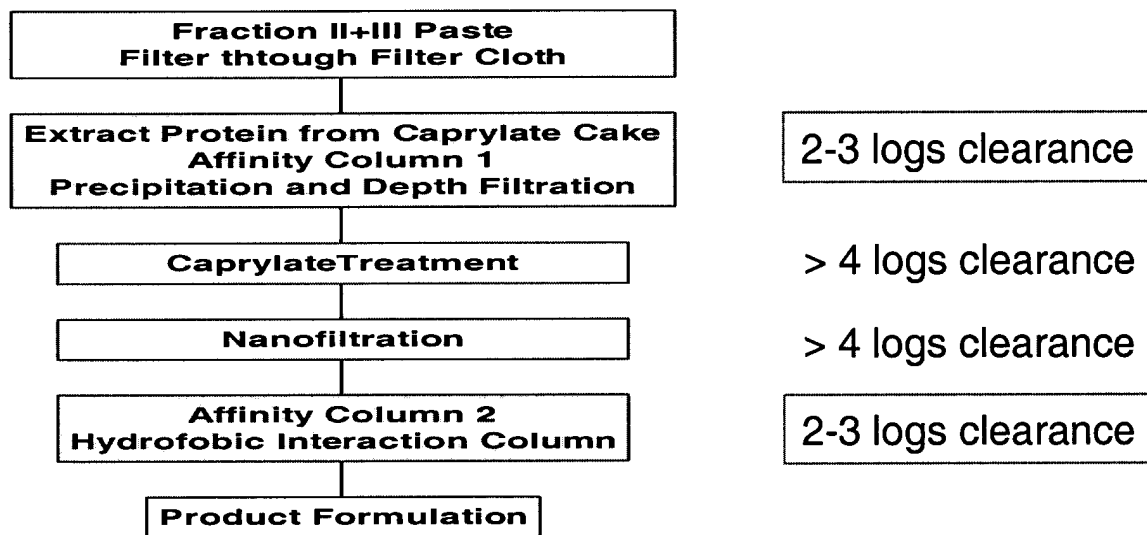 Fraction II+III Paste
Filter thtough Filter Cloth
Extract Protein from Caprylate Cake
Affinity Column 1
Precipitation and Depth Filtration
2-3 logs clearance
CaprylateTreatment
> 4 logs clearance
Nanofiltration
> 4 logs clearance
Affinity Column 2
Hydrofobic Interaction Column
2-3 logs clearance
Product Formulation